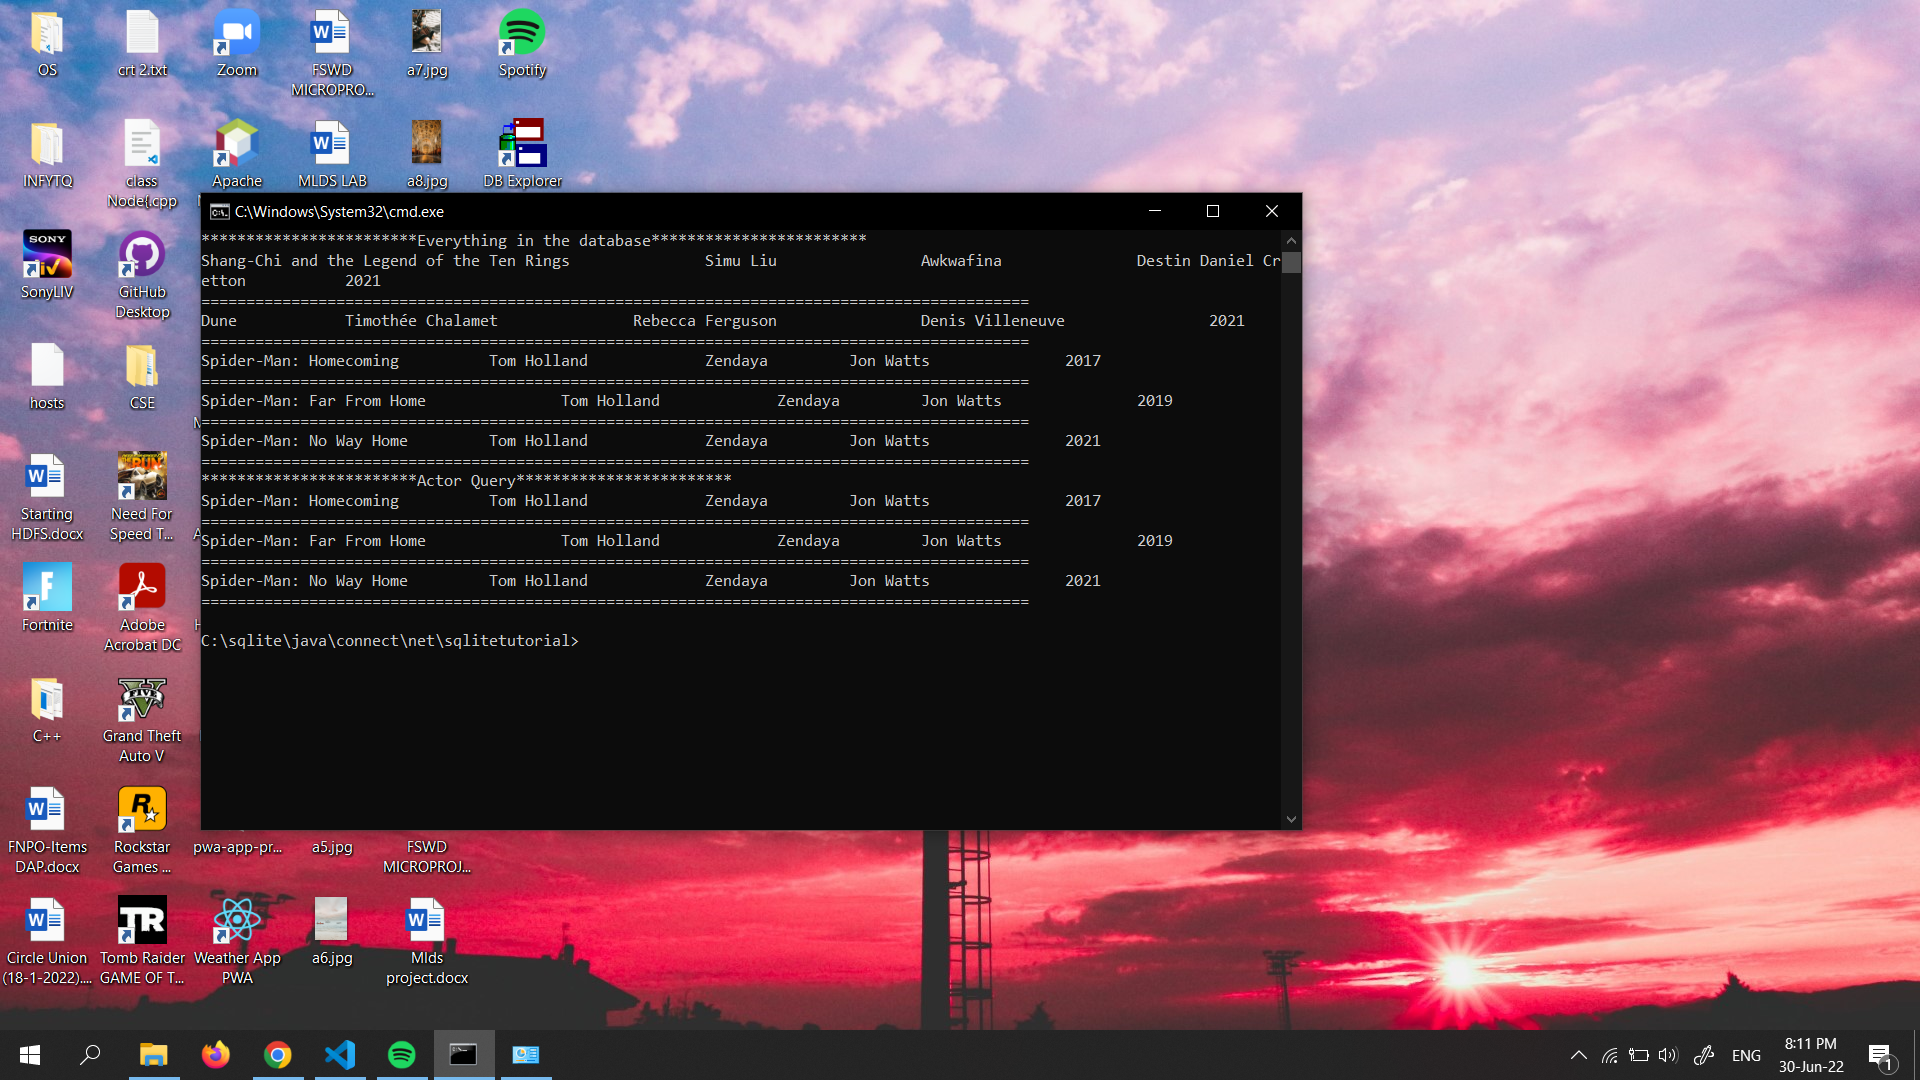 OS
crt 2.txt
Zoom
FSWD
MICROPRO...
a7.jpg
Spotify
INFYTQ
class
Node{.cpp
Apache
MLDS LAB
a8.jpg
DB Explorer
C:\Windows\System32\cmd.exe
************************Everything in the database************************
Shang-Chi and the Legend of the Ten Rings Simu Liu Awkwafina Destin Daniel Cr
etton 2021
============================================================================================
Dune Timothée Chalamet Rebecca Ferguson Denis Villeneuve 2021
============================================================================================
Spider-Man: Homecoming Tom Holland Zendaya Jon Watts 2017
============================================================================================
Spider-Man: Far From Home Tom Holland Zendaya Jon Watts 2019
============================================================================================
Spider-Man: No Way Home Tom Holland Zendaya Jon Watts 2021
============================================================================================
************************Actor Query************************
Spider-Man: Homecoming Tom Holland Zendaya Jon Watts 2017
============================================================================================
Spider-Man: Far From Home Tom Holland Zendaya Jon Watts 2019
============================================================================================
Spider-Man: No Way Home Tom Holland Zendaya Jon Watts 2021
============================================================================================
C:\sqlite\java\connect\net\sqlitetutorial>
SONY
LIV
SonyLIV
GitHub
Desktop
hosts
CSE
Starting
HDFS.docx
Need For
Speed T...
Fortnite
Adobe
Acrobat DC
C++
Grand Theft
Auto V
FNPO-Items
DAP.docx
Rockstar
Games ...
pwa-app-pr...
a5.jpg
FSWD
MICROPROJ...
Circle Union
(18-1-2022)....
TR
Tomb Raider
GAME OF T...
Weather App
PWA
a6.jpg
Mlds
project.docx
ENG
8:11 PM
30-Jun-22
1